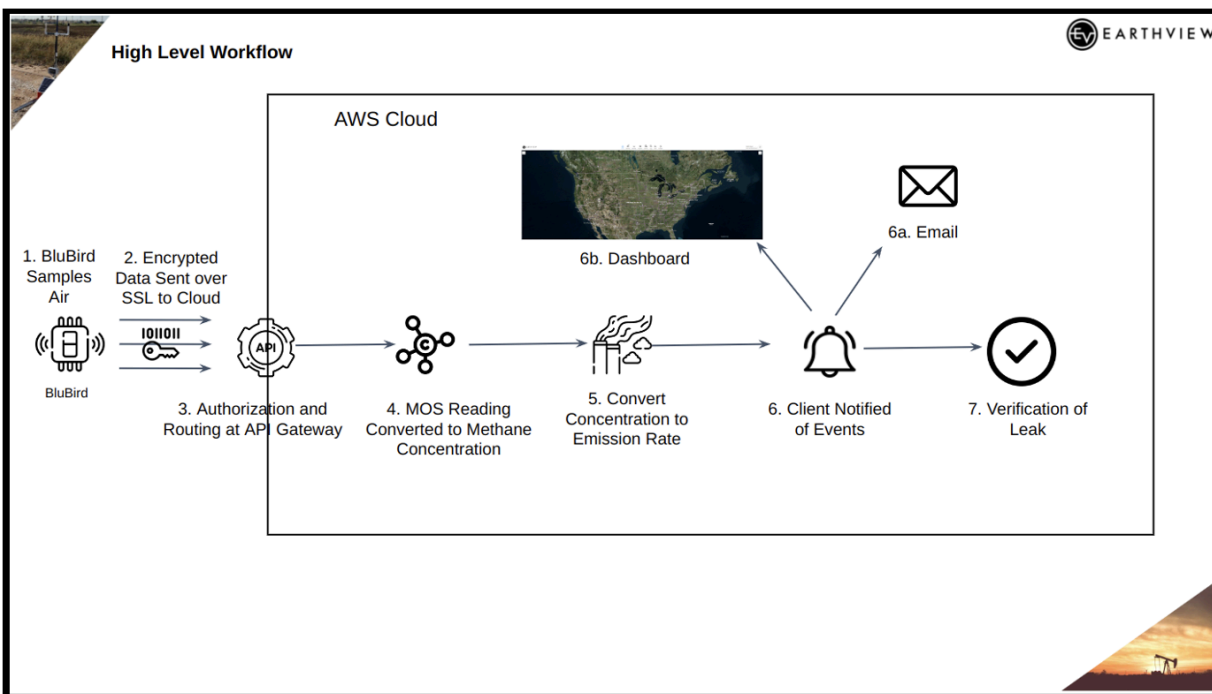 High Level Workflow
EV EARTHVIEW
AWS Cloud
6a. Email
6b. Dashboard
1. BluBird
Samples
Air
2. Encrypted
Data Sent over
SSL to Cloud
1011011
API
C
BluBird
3. Authorization and
Routing at API Gateway
4. MOS Reading
Converted to Methane
Concentration
5. Convert
Concentration to
Emission Rate
6. Client Notified
of Events
7. Verification of
Leak